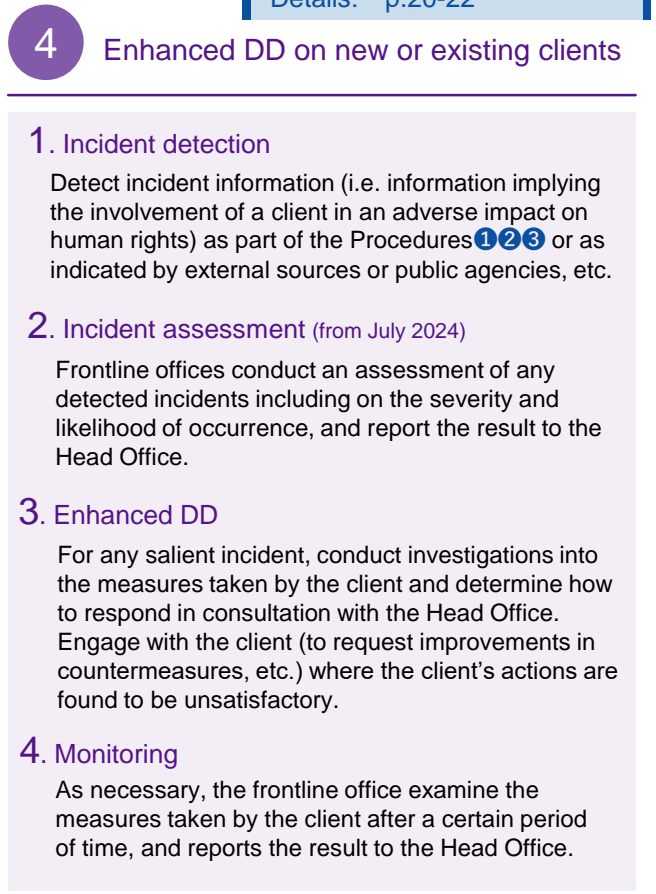 Details: p.20-22
4 Enhanced DD on new or existing clients
1. Incident detection
Detect incident information (i.e. information implying
the involvement of a client in an adverse impact on
human rights) as part of the Procedures❶❷❸ or as
indicated by external sources or public agencies, etc.
2. Incident assessment (from July 2024)
Frontline offices conduct an assessment of any
detected incidents including on the severity and
likelihood of occurrence, and report the result to the
Head Office.
3. Enhanced DD
For any salient incident, conduct investigations into
the measures taken by the client and determine how
to respond in consultation with the Head Office.
Engage with the client (to request improvements in
countermeasures, etc.) where the client’s actions are
found to be unsatisfactory.
4. Monitoring
As necessary, the frontline office examine the
measures taken by the client after a certain period
of time, and reports the result to the Head Office.